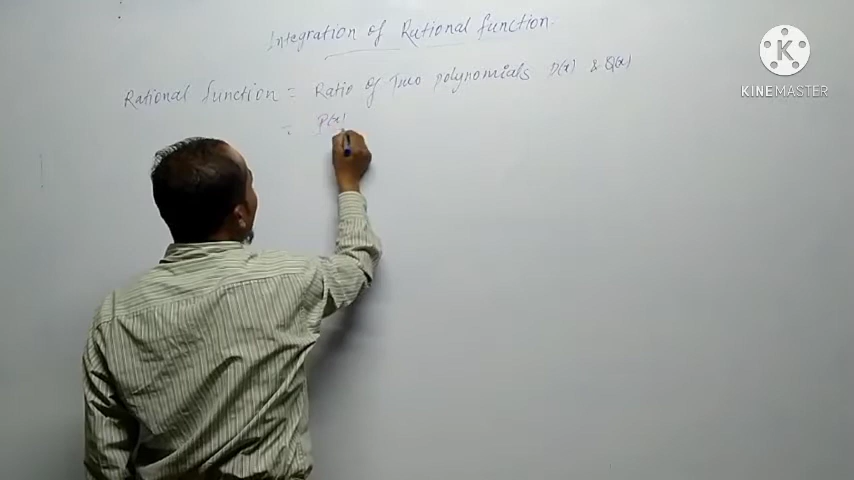 Integration of Rational function.
Rational function = Ratio of Two polynomials P(x) & Q(x)
= P(x)
KINEMASTER